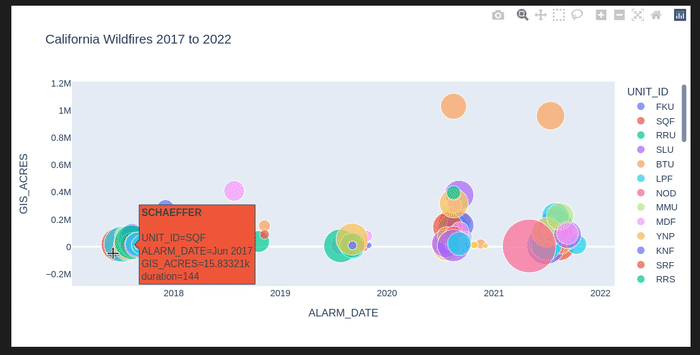 California Wildfires 2017 to 2022
1.2M
1M
0.8M
0.6M
0.4M
0.2M
0
−0.2M
GIS_ACRES
2018
2019
2020
2021
2022
ALARM_DATE
SCHAEFFER
UNIT_ID=SQF
ALARM_DATE=Jun 2017
GIS_ACRES=15.83321k
duration=144
UNIT_ID
FKU
SQF
RRU
SLU
BTU
LPF
NOD
MMU
MDF
YNP
KNF
SRF
RRS